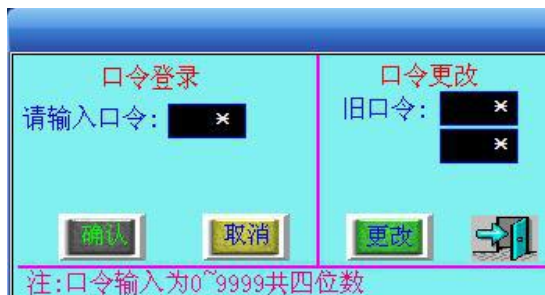 口令登录
请输入口令: *
确认
取消
口令更改
旧口令: *
*
更改
注:口令输入为0~9999共四位数